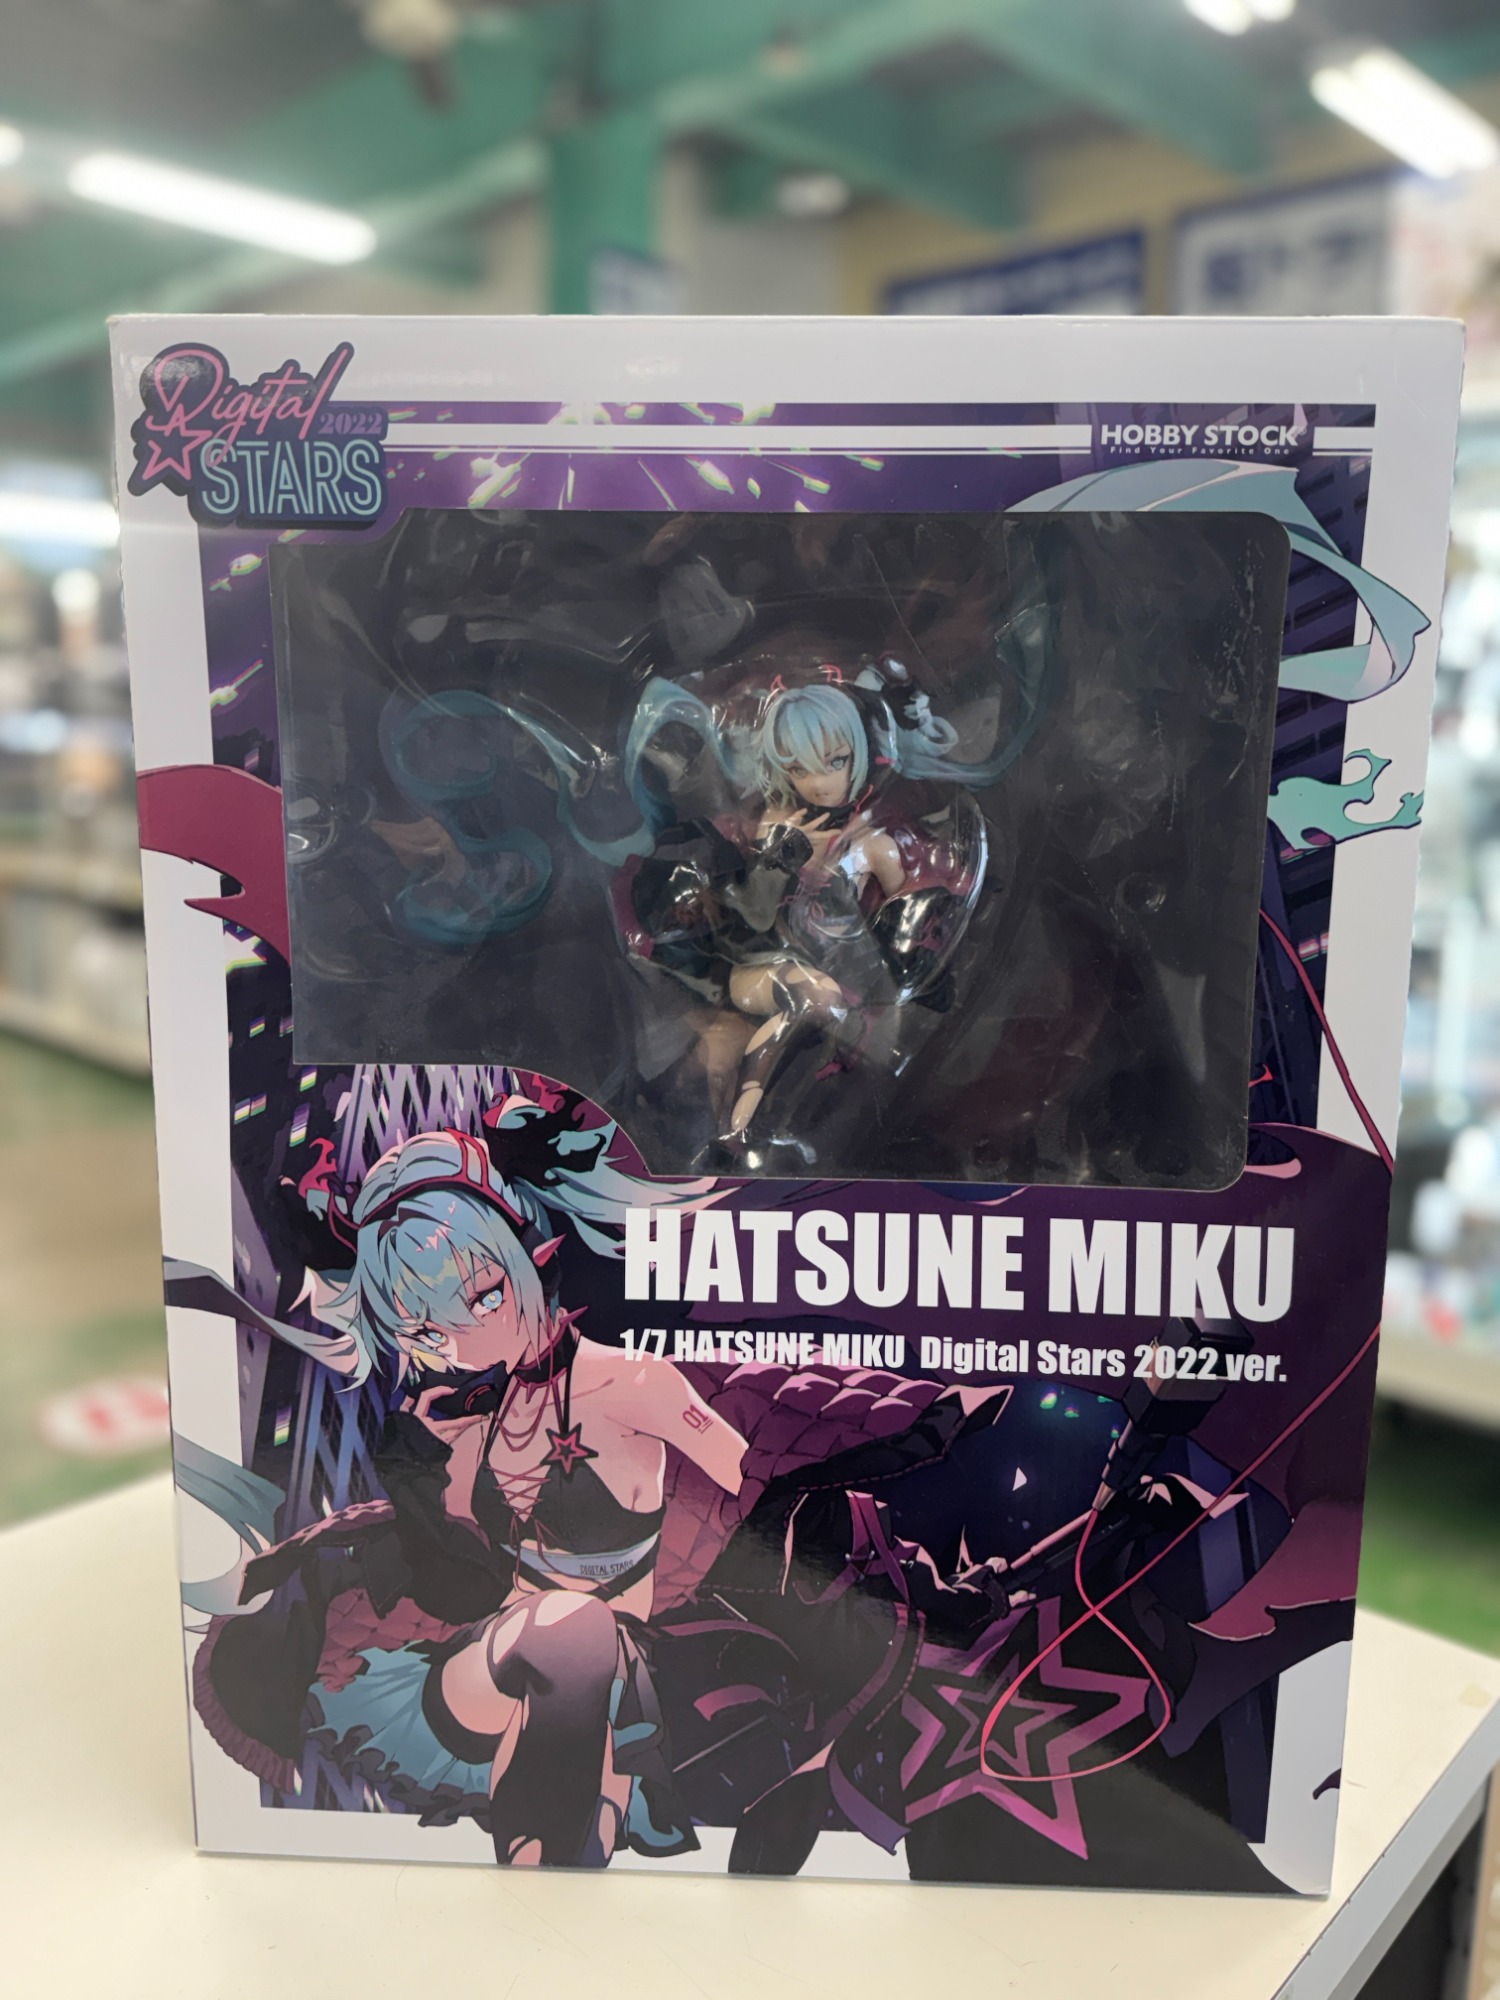 Digital 2022
STARS
HOBBY STOCK
Find Your Favorite One
HATSUNE MIKU
1/7 HATSUNE MIKU Digital Stars 2022 ver.
01
DIGITAL STARS